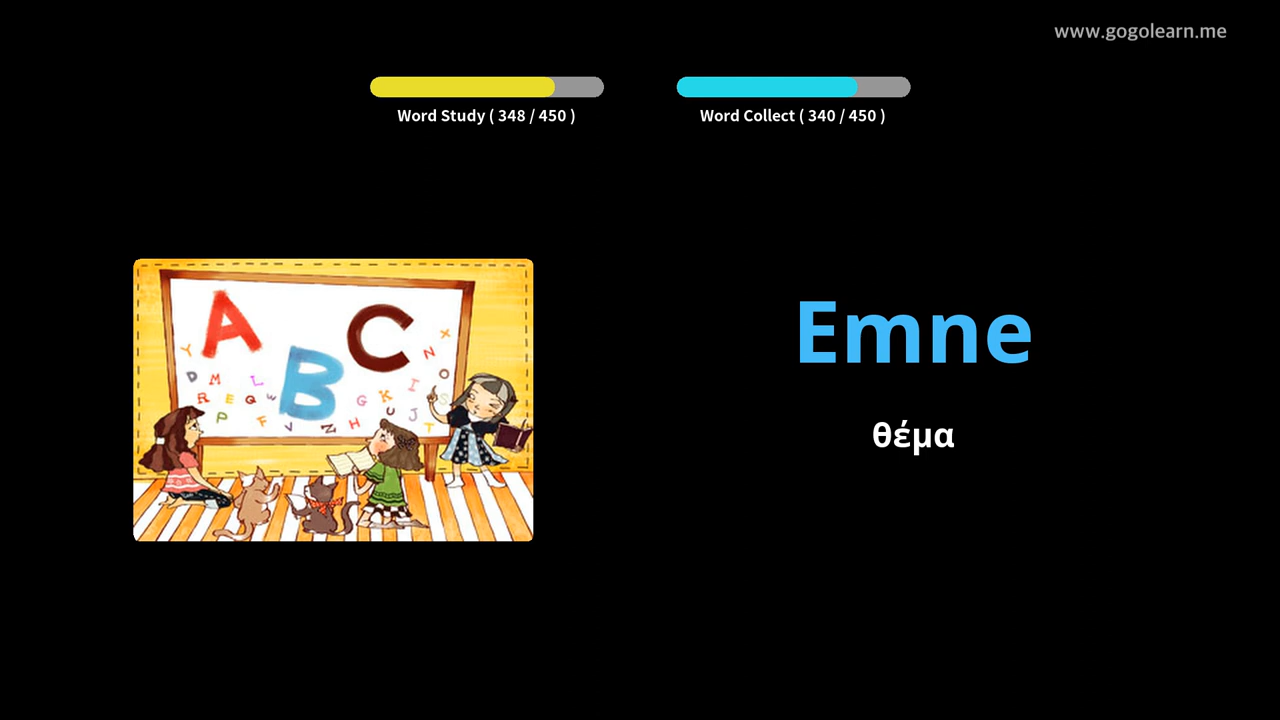 www.gogolearn.me
Word Study ( 348 / 450 )
Word Collect ( 340 / 450 )
Emne
θέμα
A
B
C
Y
X
N
D M L
O
R E Q W
G K I
S
P F V Z H U J T